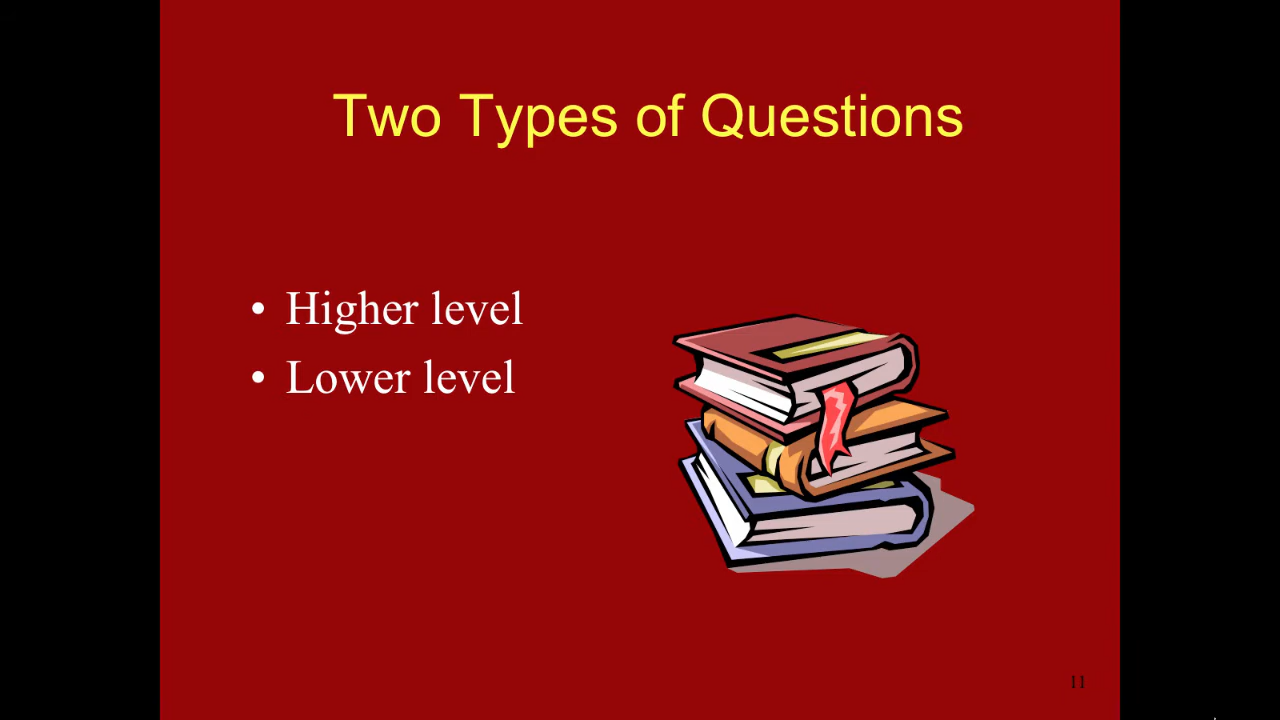 Two Types of Questions
• Higher level
• Lower level
11